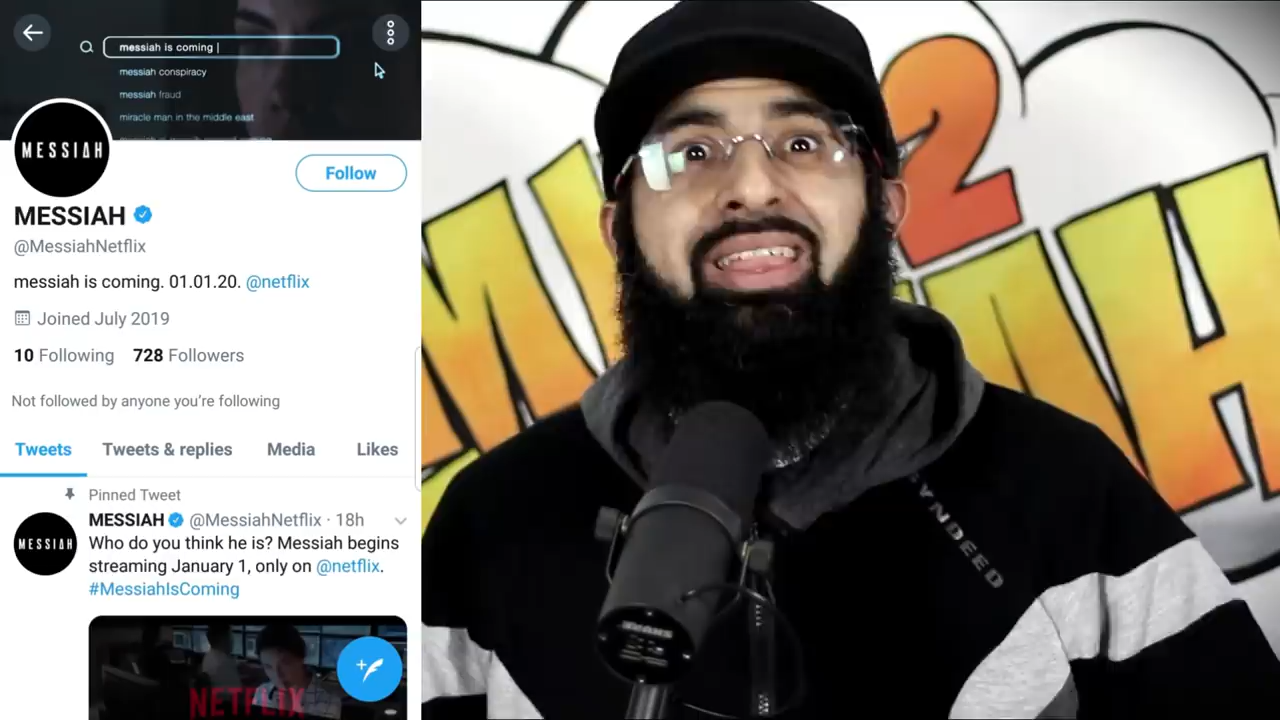 messiah is coming
messiah conspiracy
messiah fraud
miracle man in the middle east
MESSIAH
Follow
MESSIAH
@MessiahNetflix
messiah is coming. 01.01.20. @netflix
Joined July 2019
10 Following 728 Followers
Not followed by anyone you’re following
Tweets Tweets & replies Media Likes
Pinned Tweet
MESSIAH @MessiahNetflix · 18h
MESSIAH
Who do you think he is? Messiah begins
streaming January 1, only on @netflix.
#MessiahIsComing
NETFLIX
2
SYNDEED